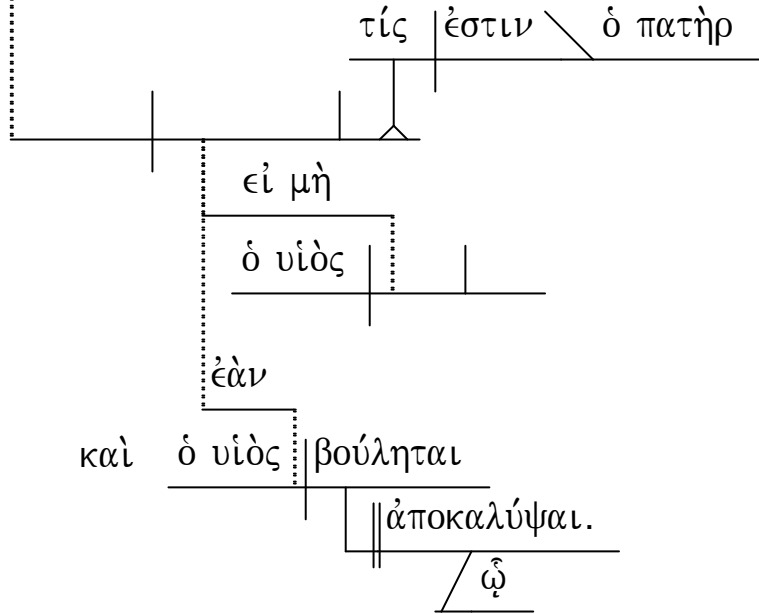 τίς ἐστιν ὁ πατὴρ
εἰ μὴ
ὁ υἱὸς
ἐὰν
καὶ ὁ υἱὸς βούληται
ἀποκαλύψαι.
ᾧ